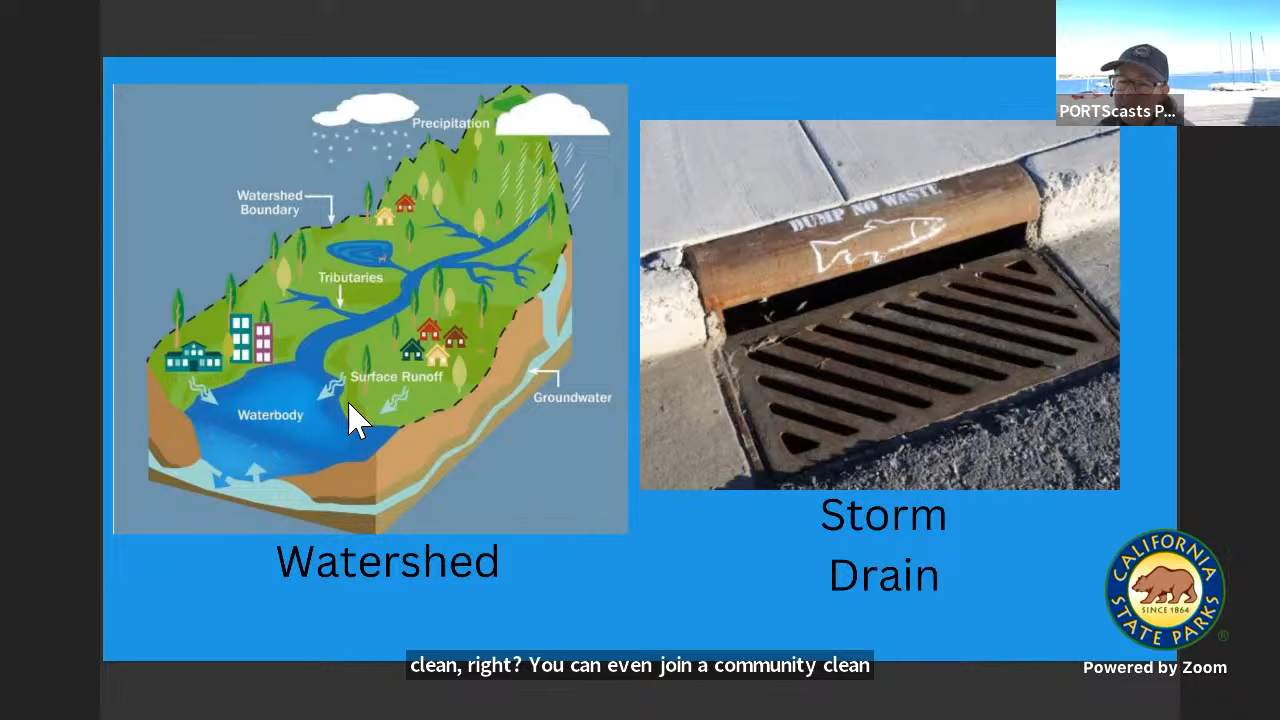 PORTScasts P...
Precipitation
Watershed
Boundary
Tributaries
Surface Runoff
Groundwater
Waterbody
DUMP NO WASTE
Watershed
Storm
Drain
CALIFORNIA
SINCE 1864
STATE PARKS
®
clean, right? You can even join a community clean
Powered by Zoom